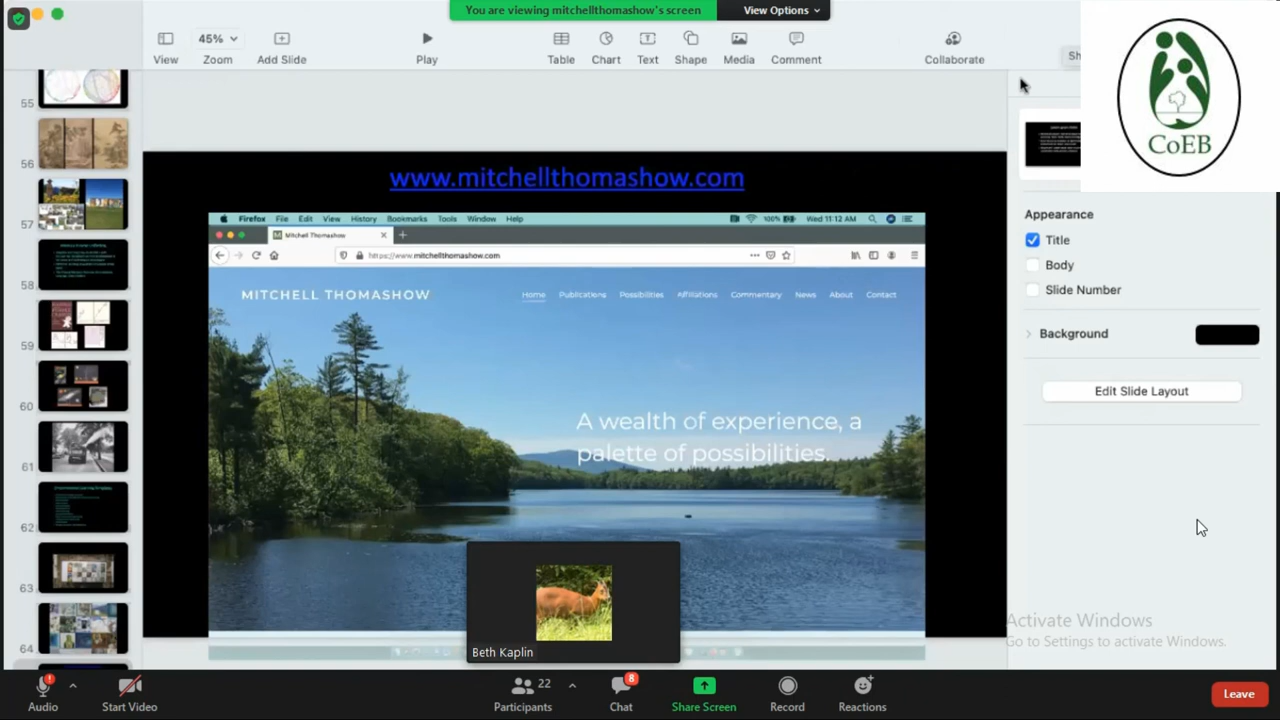 You are viewing mitchellthomashow's screen
View Options
45%
View
Zoom
Add Slide
Play
Table
Chart
Text
Shape
Media
Comment
Collaborate
Sh
CoEB
55
56
57
58
59
60
61
62
63
64
www.mitchellthomashow.com
Firefox File Edit View History Bookmarks Tools Window Help
100% Wed 11:12 AM
Mitchell Thomashow
https://www.mitchellthomashow.com
MITCHELL THOMASHOW
Home Publications Possibilities Affiliations Commentary News About Contact
A wealth of experience, a
palette of possibilities.
Beth Kaplin
Appearance
Title
Body
Slide Number
Background
Edit Slide Layout
Activate Windows
Go to Settings to activate Windows.
Audio
Start Video
22
Participants
8
Chat
Share Screen
Record
Reactions
Leave